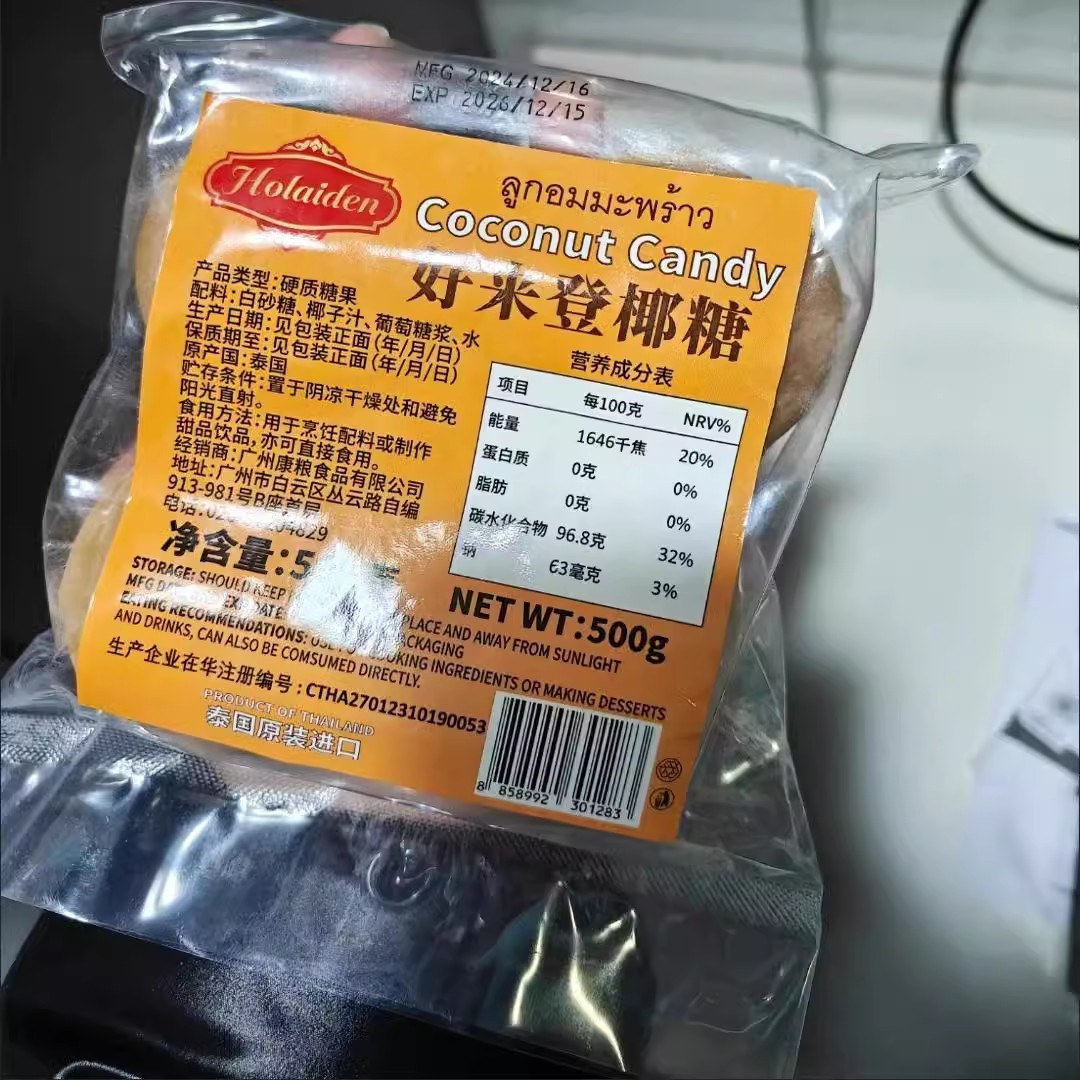 MFG 2024/12/16
EXP 2026/12/15
Holaiden
ลูกอมมะพร้าว
Coconut Candy
好来登椰糖
产品类型:硬质糖果
配料:白砂糖、椰子汁、葡萄糖浆、水
生产日期:见包装正面(年/月/日)
保质期至:见包装正面(年/月/日)
原产国:泰国
贮存条件:置于阴凉干燥处和避免
阳光直射。
食用方法:用于烹饪配料或制作
甜品饮品,亦可直接食用。
经销商:广州康粮食品有限公司
地址:广州市白云区丛云路自编
913-981号B座首层
电话:02 4829
净含量:5
营养成分表
项目 每100克 NRV%
能量 1646千焦 20%
蛋白质 0克 0%
脂肪 0克 0%
碳水化合物 96.8克 32%
钠 63毫克 3%
NET WT:500g
STORAGE: SHOULD KEEP PLACE AND AWAY FROM SUNLIGHT
MFG EXP DATE PACKAGING
EATING RECOMMENDATIONS: COOKING INGREDIENTS OR MAKING DESSERTS
AND DRINKS, CAN ALSO BE COMSUMED DIRECTLY.
生产企业在华注册编号:CTHA27012310190053
PRODUCT OF THAILAND
泰国原装进口
8 858992 301283